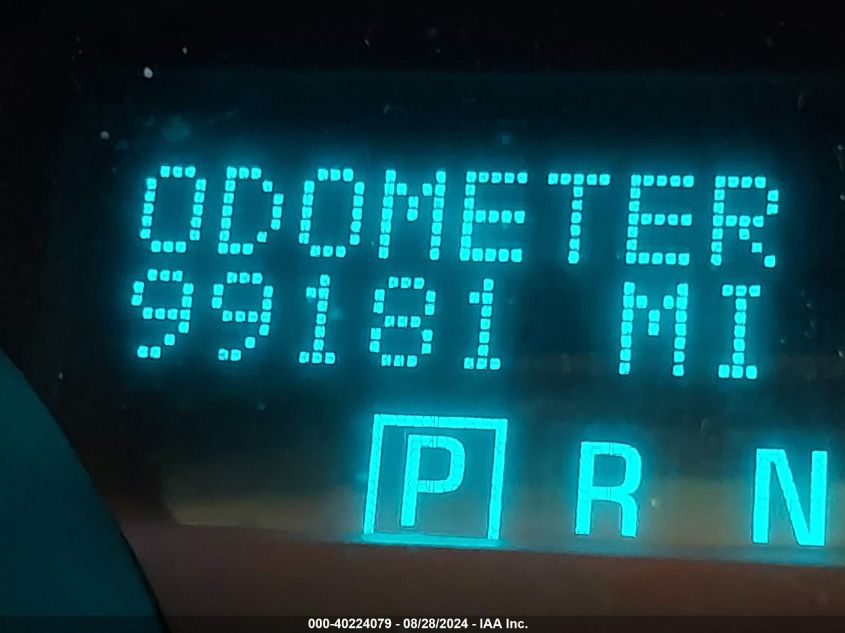 ODOMETER
99181 MI
P R N
000-40224079 - 08/28/2024 - IAA Inc.